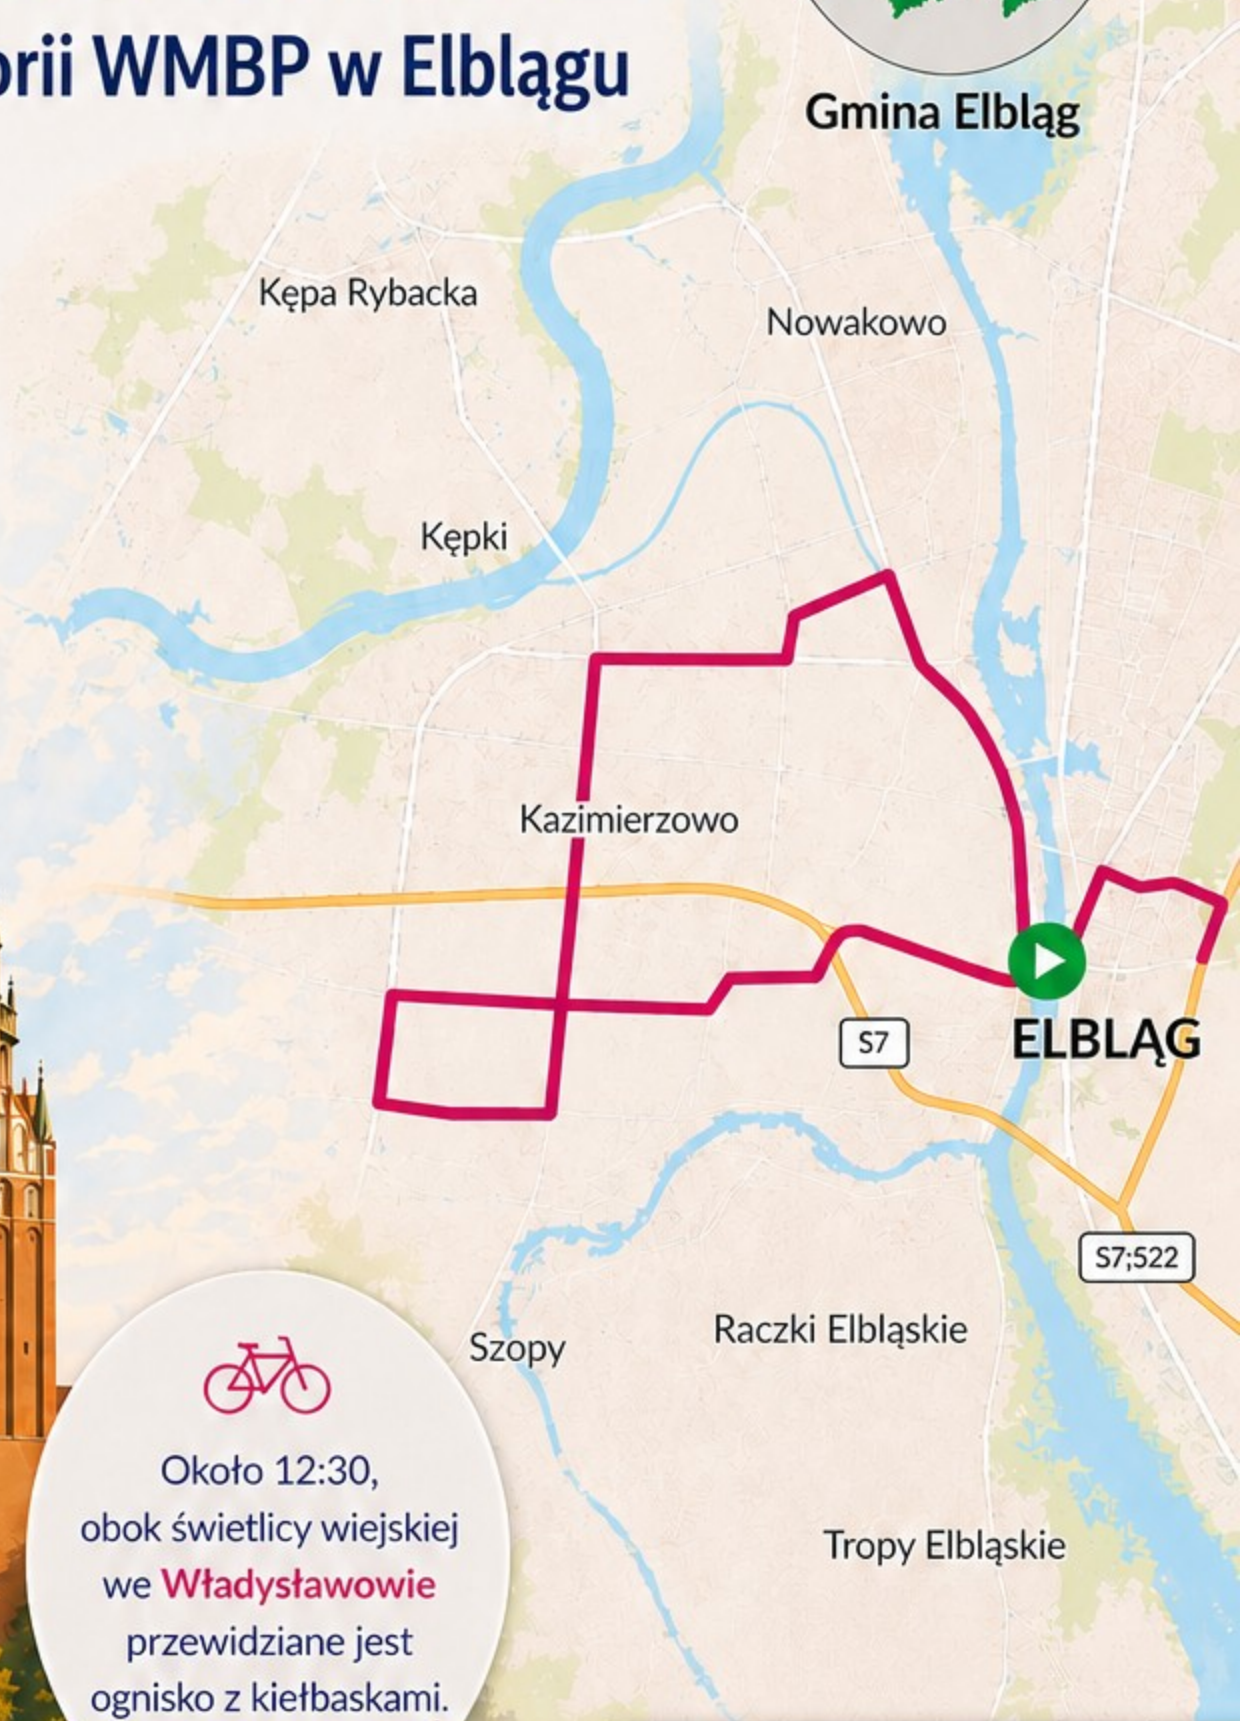 orii WMBP w Elblągu
Gmina Elbląg
Kępa Rybacka
Nowakowo
Kępki
Kazimierzowo
S7
ELBLĄG
S7;522
Raczki Elbląskie
Szopy
Tropy Elbląskie
Około 12:30,
obok świetlicy wiejskiej
we Władysławowie
przewidziane jest
ognisko z kiełbaskami.